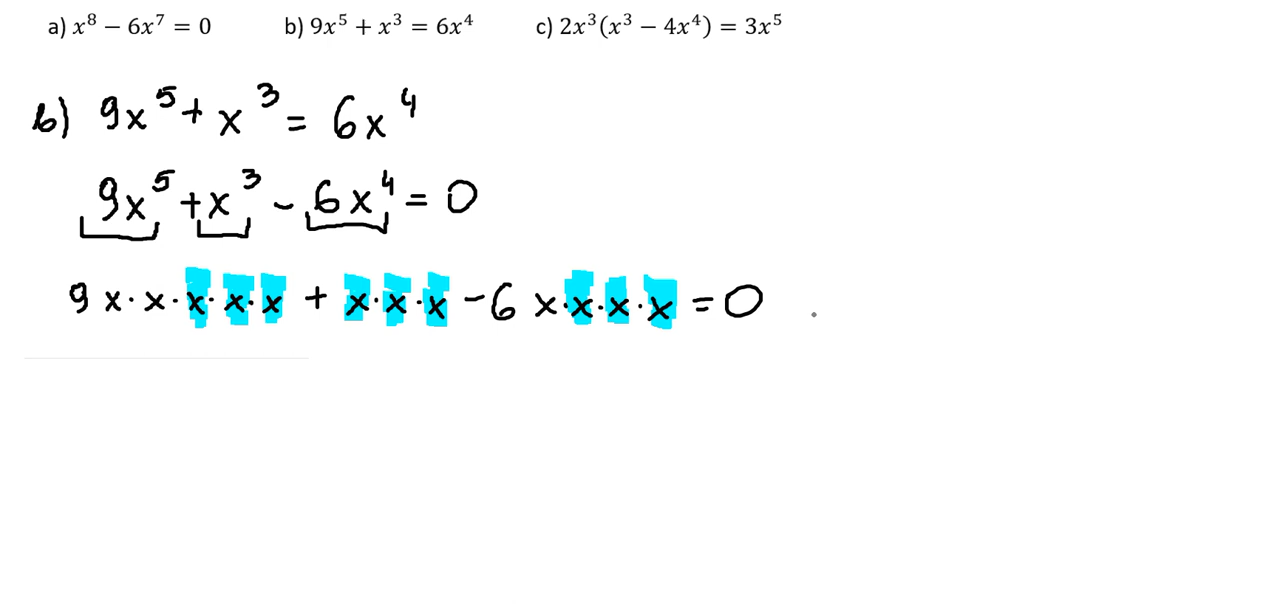 a) x⁸ − 6x⁷ = 0 b) 9x⁵ + x³ = 6x⁴ c) 2x³(x³ − 4x⁴) = 3x⁵
b) 9x⁵ + x³ = 6x⁴
9x⁵ + x³ − 6x⁴ = 0
9 x · x · x · x · x + x · x · x − 6 x · x · x · x = 0